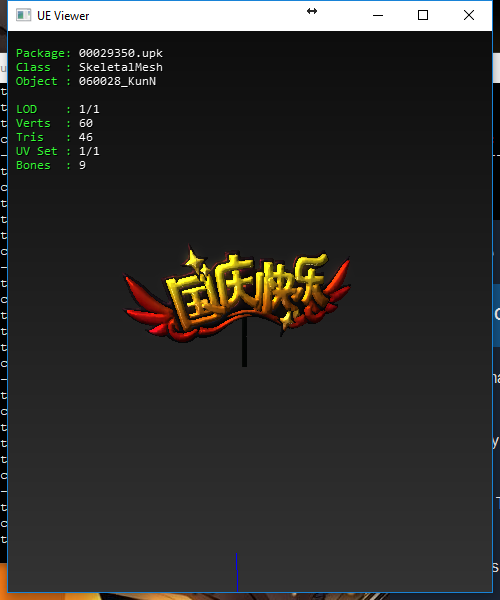 UE Viewer
Package: 00029350.upk
Class : SkeletalMesh
Object : 060028_KunN
LOD : 1/1
Verts : 60
Tris : 46
UV Set : 1/1
Bones : 9
国庆快乐